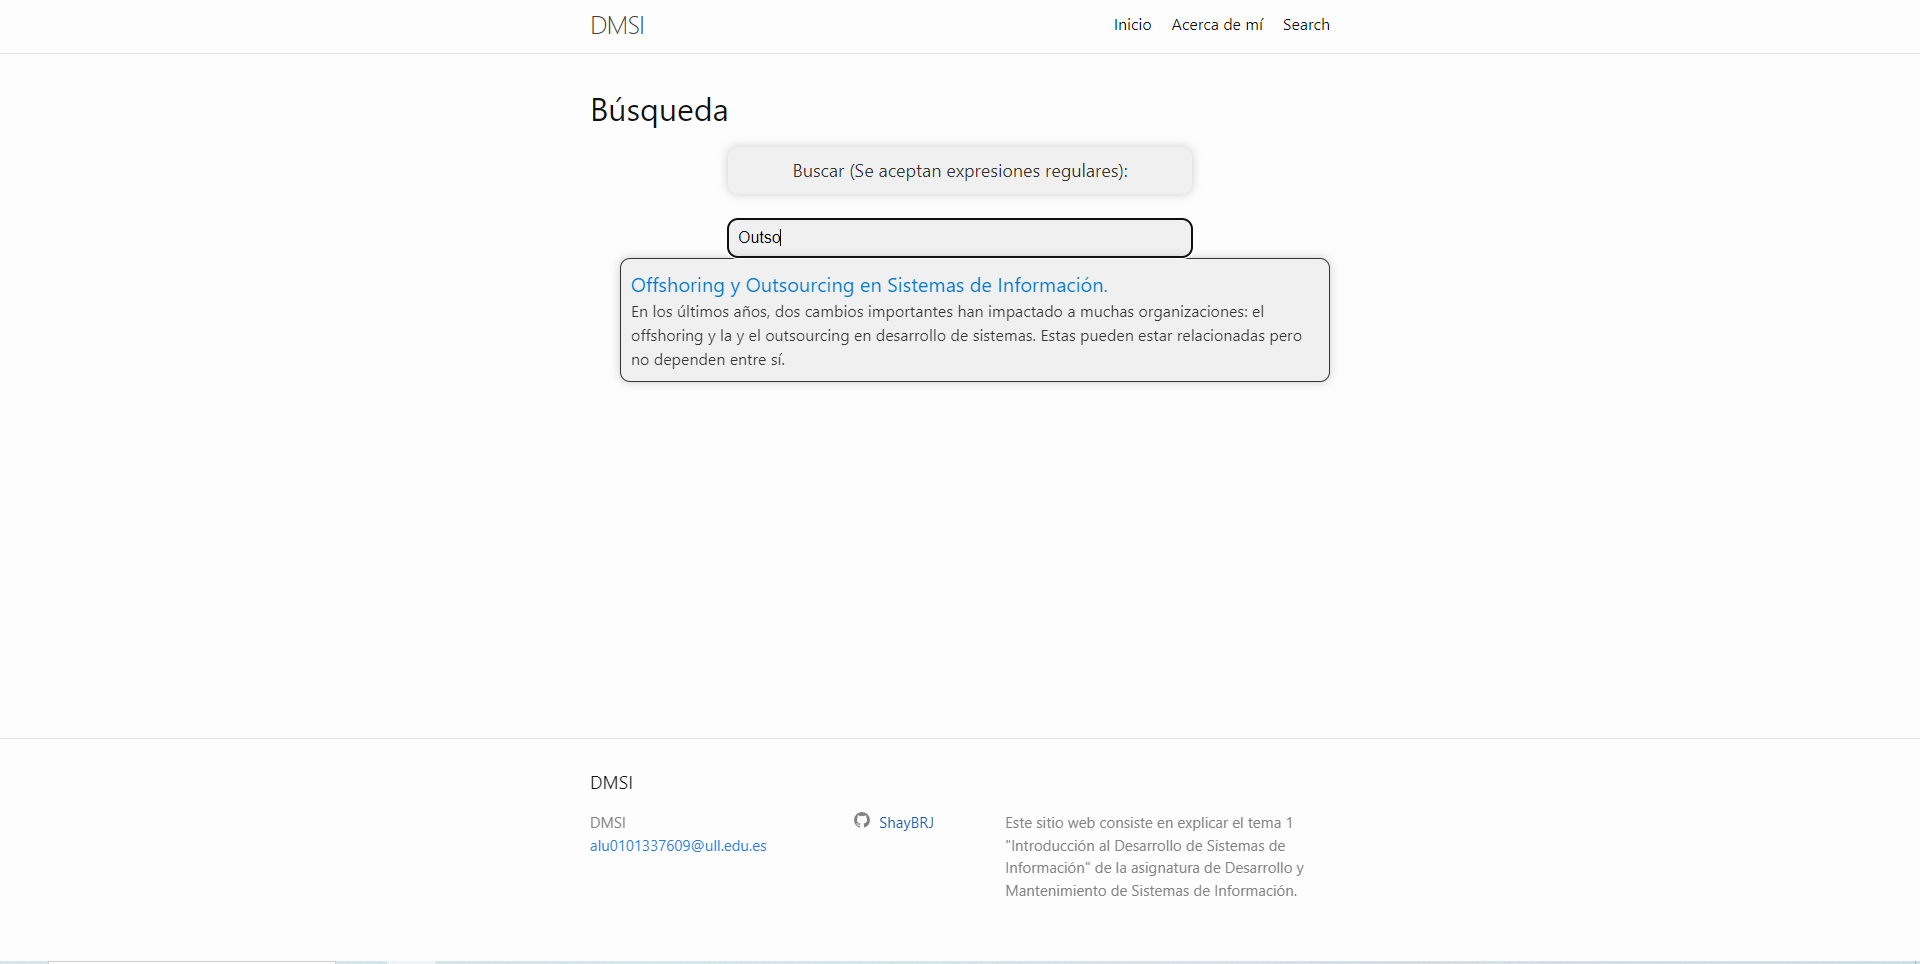 DMSI
Inicio Acerca de mí Search
Búsqueda
Buscar (Se aceptan expresiones regulares):
Outso
Offshoring y Outsourcing en Sistemas de Información.
En los últimos años, dos cambios importantes han impactado a muchas organizaciones: el
offshoring y la y el outsourcing en desarrollo de sistemas. Estas pueden estar relacionadas pero
no dependen entre sí.
DMSI
DMSI
alu0101337609@ull.edu.es
ShayBRJ
Este sitio web consiste en explicar el tema 1
"Introducción al Desarrollo de Sistemas de
Información" de la asignatura de Desarrollo y
Mantenimiento de Sistemas de Información.